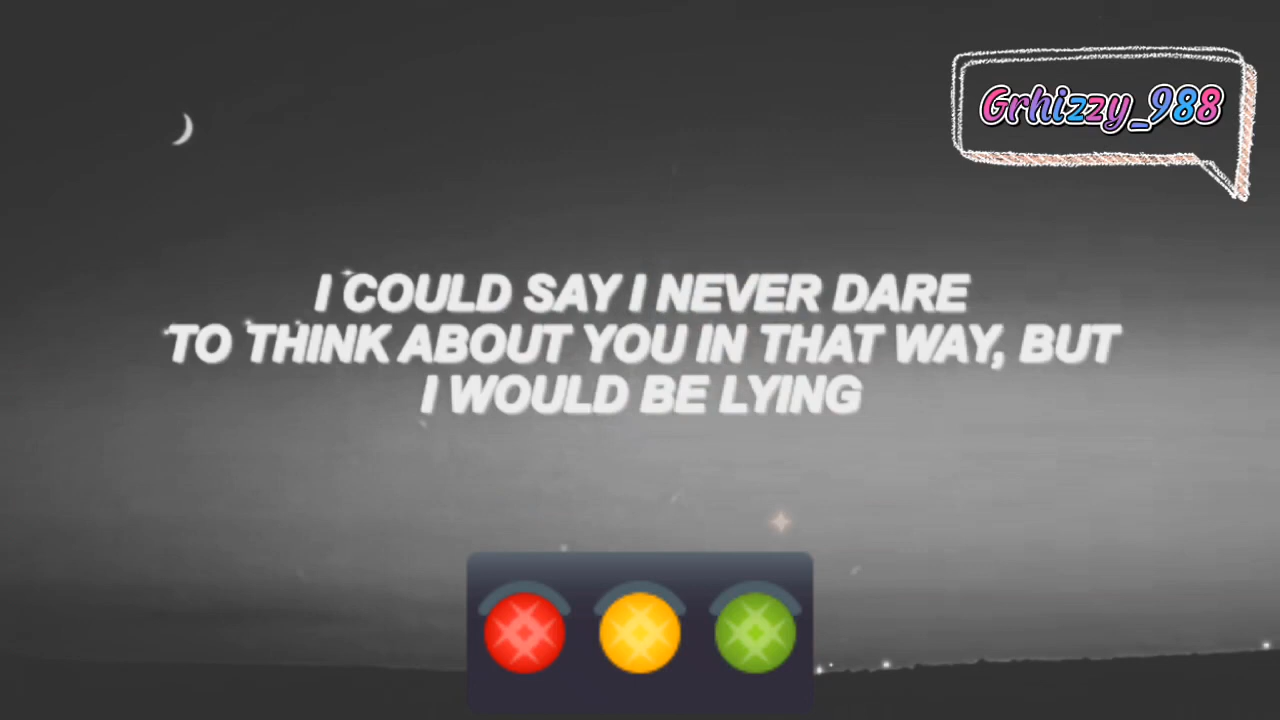 Grhizzy_988
I COULD SAY I NEVER DARE
TO THINK ABOUT YOU IN THAT WAY, BUT
I WOULD BE LYING